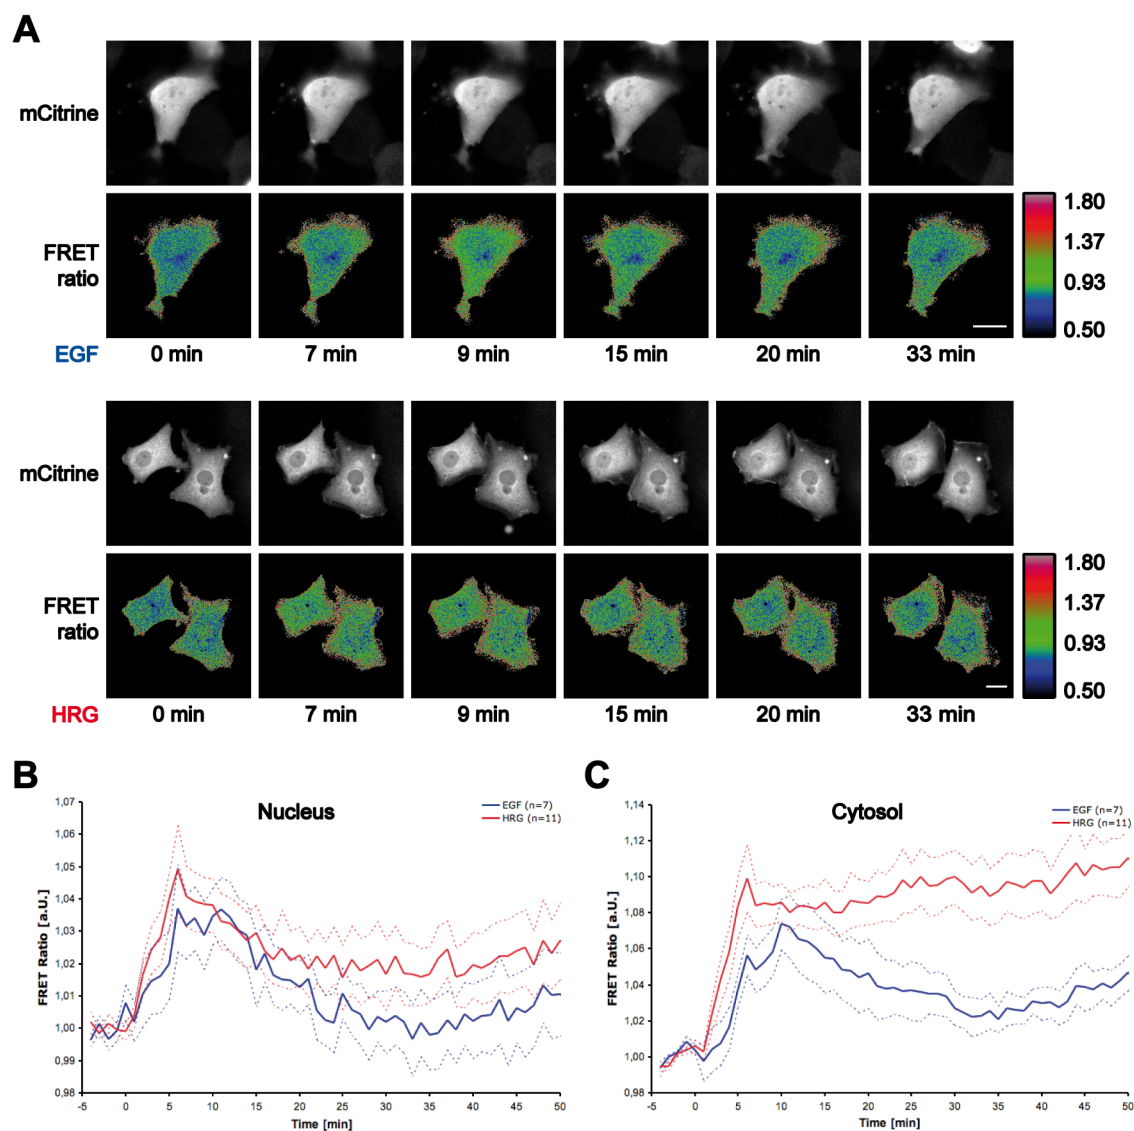 A
mCitrine
FRET
ratio
1.80
1.37
0.93
0.50
EGF
0 min
7 min
9 min
15 min
20 min
33 min
mCitrine
FRET
ratio
1.80
1.37
0.93
0.50
HRG
0 min
7 min
9 min
15 min
20 min
33 min
B
Nucleus
EGF (n=7)
HRG (n=11)
FRET Ratio [a.U.]
1,07
1,06
1,05
1,04
1,03
1,02
1,01
1,00
0,99
0,98
-5 0 5 10 15 20 25 30 35 40 45 50
Time [min]
C
Cytosol
EGF (n=7)
HRG (n=11)
FRET Ratio [a.U.]
1,14
1,12
1,10
1,08
1,06
1,04
1,02
1,00
0,98
-5 0 5 10 15 20 25 30 35 40 45 50
Time [min]